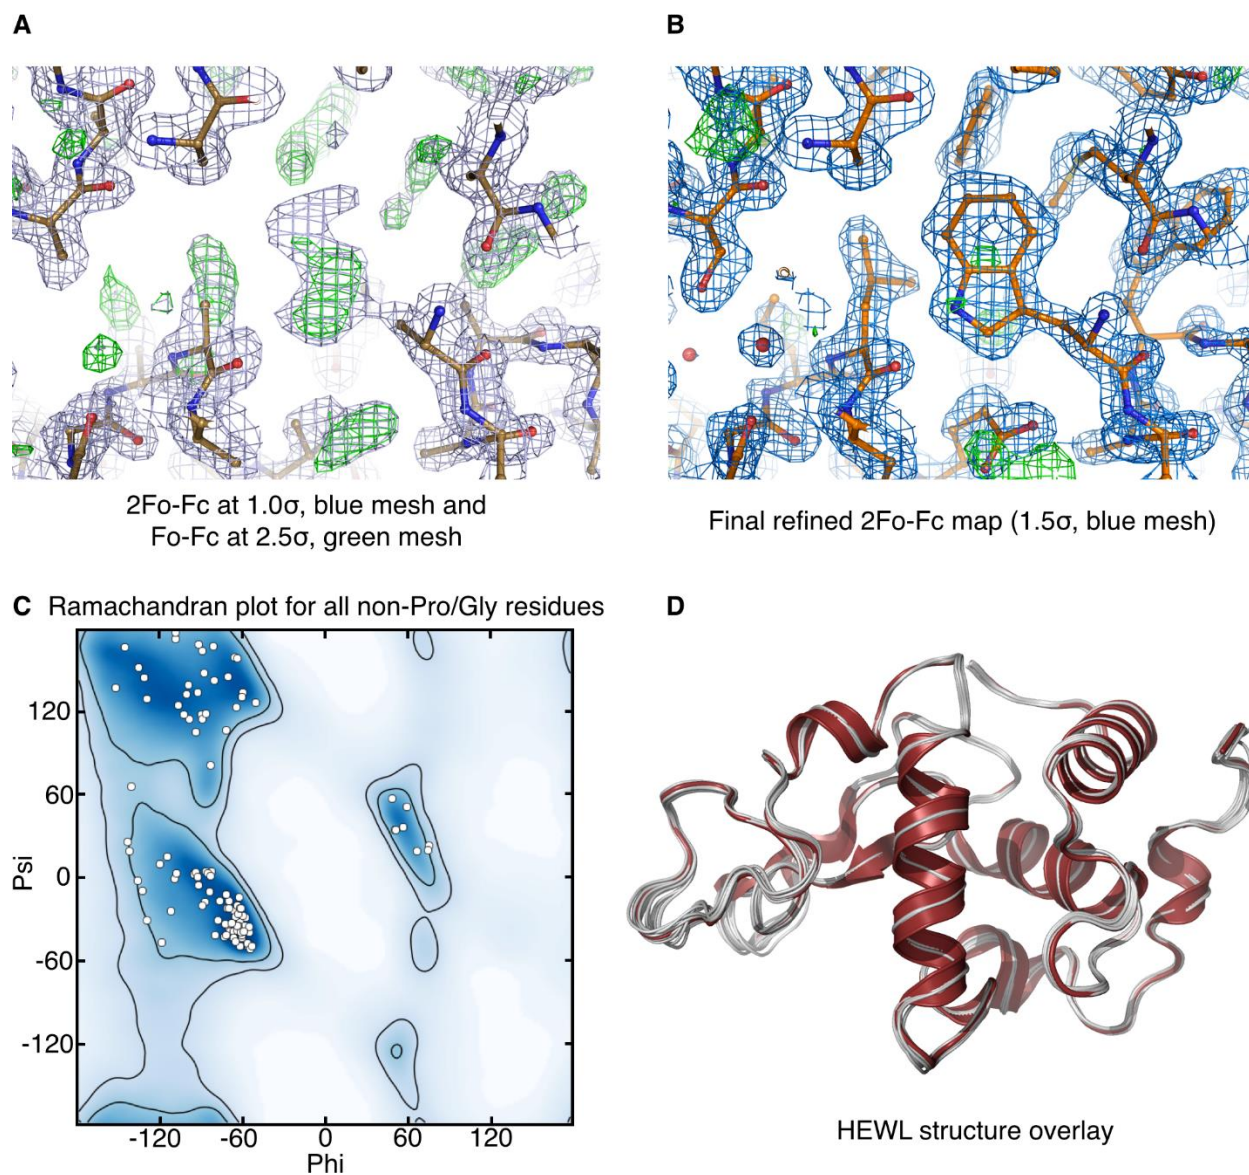 A
B
2Fo-Fc at 1.0σ, blue mesh and
Fo-Fc at 2.5σ, green mesh
Final refined 2Fo-Fc map (1.5σ, blue mesh)
C Ramachandran plot for all non-Pro/Gly residues
D
120
60
0
-60
-120
Psi
-120 -60 0 60 120
Phi
HEWL structure overlay